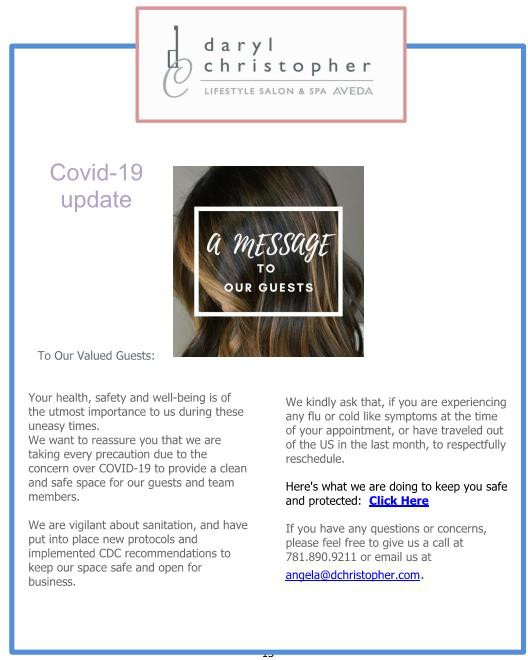 daryl
christopher
LIFESTYLE SALON & SPA AVEDA
Covid-19
update
A MESSAGE
TO
OUR GUESTS
To Our Valued Guests:
Your health, safety and well-being is of
the utmost importance to us during these
uneasy times.
We want to reassure you that we are
taking every precaution due to the
concern over COVID-19 to provide a clean
and safe space for our guests and team
members.
We are vigilant about sanitation, and have
put into place new protocols and
implemented CDC recommendations to
keep our space safe and open for
business.
We kindly ask that, if you are experiencing
any flu or cold like symptoms at the time
of your appointment, or have traveled out
of the US in the last month, to respectfully
reschedule.
Here's what we are doing to keep you safe
and protected: Click Here
If you have any questions or concerns,
please feel free to give us a call at
781.890.9211 or email us at
angela@dchristopher.com.